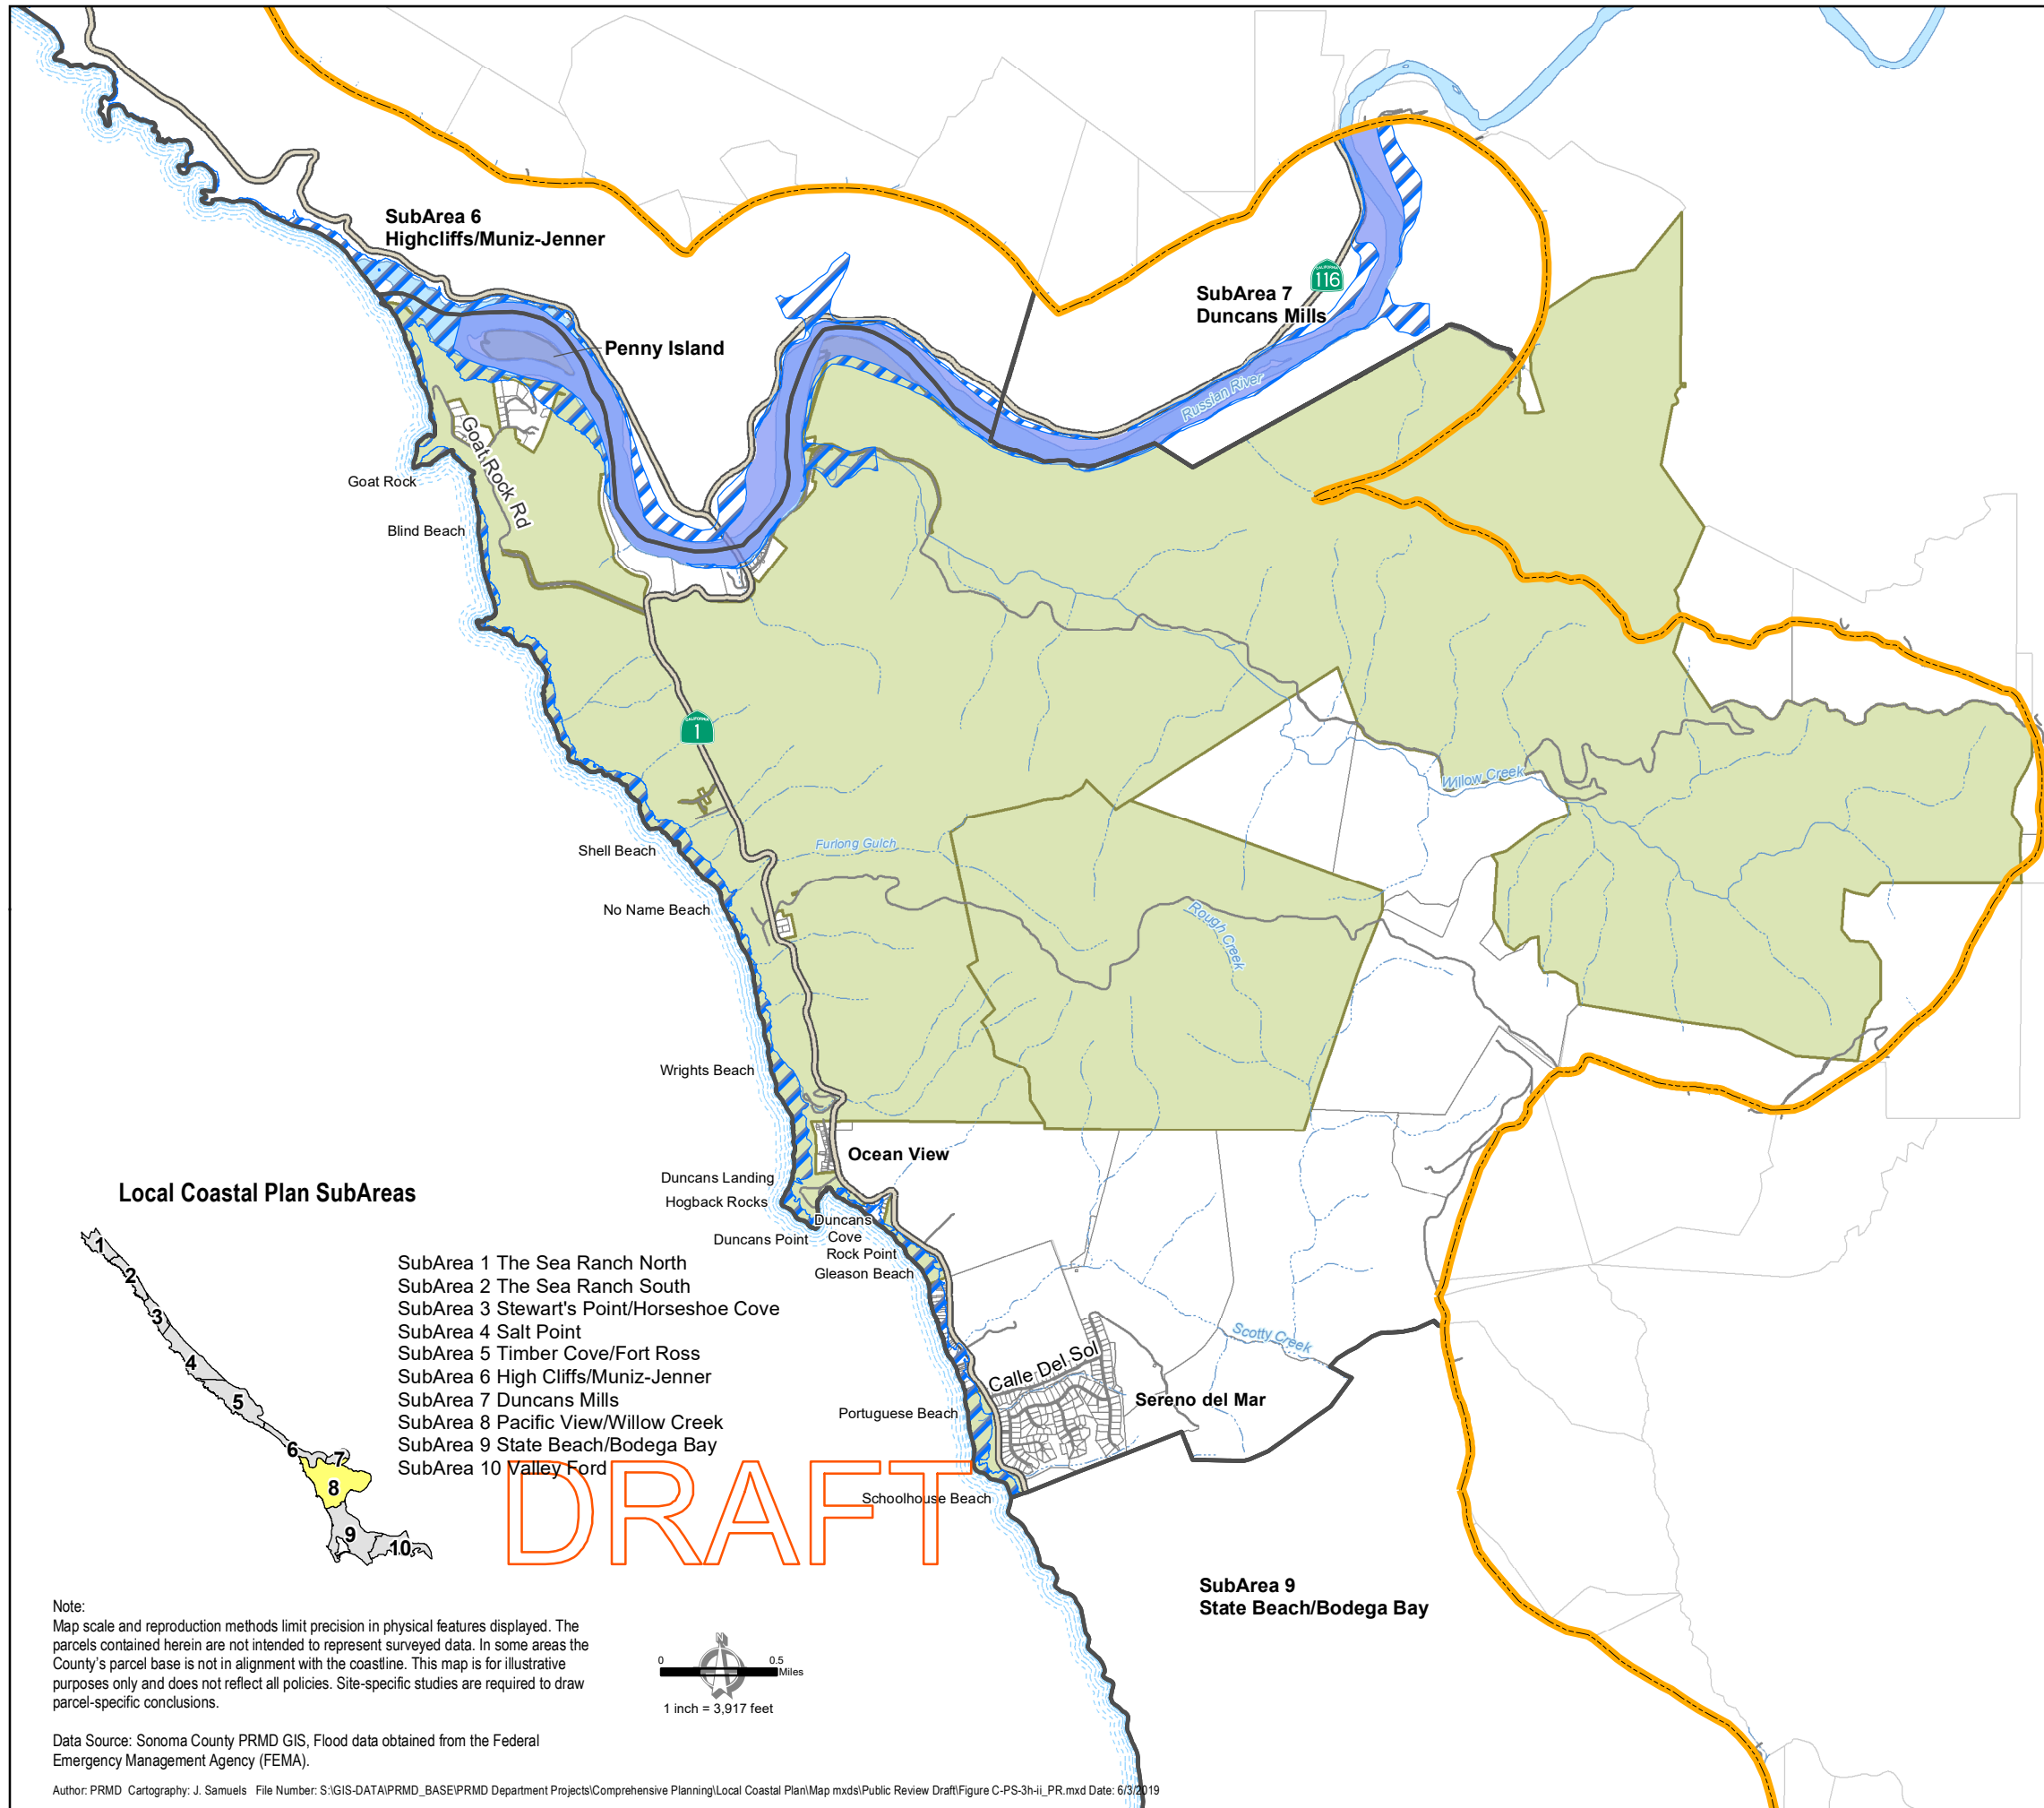 SubArea 6
Highcliffs/Muniz-Jenner
Penny Island
SubArea 7
Duncans Mills
CALIFORNIA
116
Russian River
Goat Rock Rd
Goat Rock
Blind Beach
CALIFORNIA
1
Willow Creek
Furlong Gulch
Shell Beach
No Name Beach
Rough Creek
Wrights Beach
Ocean View
Duncans Landing
Hogback Rocks
Duncans Point
Duncans
Cove
Rock Point
Gleason Beach
Scotty Creek
Calle Del Sol
Sereno del Mar
Portuguese Beach
Schoolhouse Beach
SubArea 9
State Beach/Bodega Bay
Local Coastal Plan SubAreas
1
2
3
4
5
6
7
8
9
10
SubArea 1 The Sea Ranch North
SubArea 2 The Sea Ranch South
SubArea 3 Stewart's Point/Horseshoe Cove
SubArea 4 Salt Point
SubArea 5 Timber Cove/Fort Ross
SubArea 6 High Cliffs/Muniz-Jenner
SubArea 7 Duncans Mills
SubArea 8 Pacific View/Willow Creek
SubArea 9 State Beach/Bodega Bay
SubArea 10 Valley Ford
DRAFT
Note:
Map scale and reproduction methods limit precision in physical features displayed. The
parcels contained herein are not intended to represent surveyed data. In some areas the
County's parcel base is not in alignment with the coastline. This map is for illustrative
purposes only and does not reflect all policies. Site-specific studies are required to draw
parcel-specific conclusions.
N
0 0.5
Miles
1 inch = 3,917 feet
Data Source: Sonoma County PRMD GIS, Flood data obtained from the Federal
Emergency Management Agency (FEMA).
Author: PRMD Cartography: J. Samuels File Number: S:\GIS-DATA\PRMD_BASE\PRMD Department Projects\Comprehensive Planning\Local Coastal Plan\Map mxds\Public Review Draft\Figure C-PS-3h-ii_PR.mxd Date: 6/3/2019